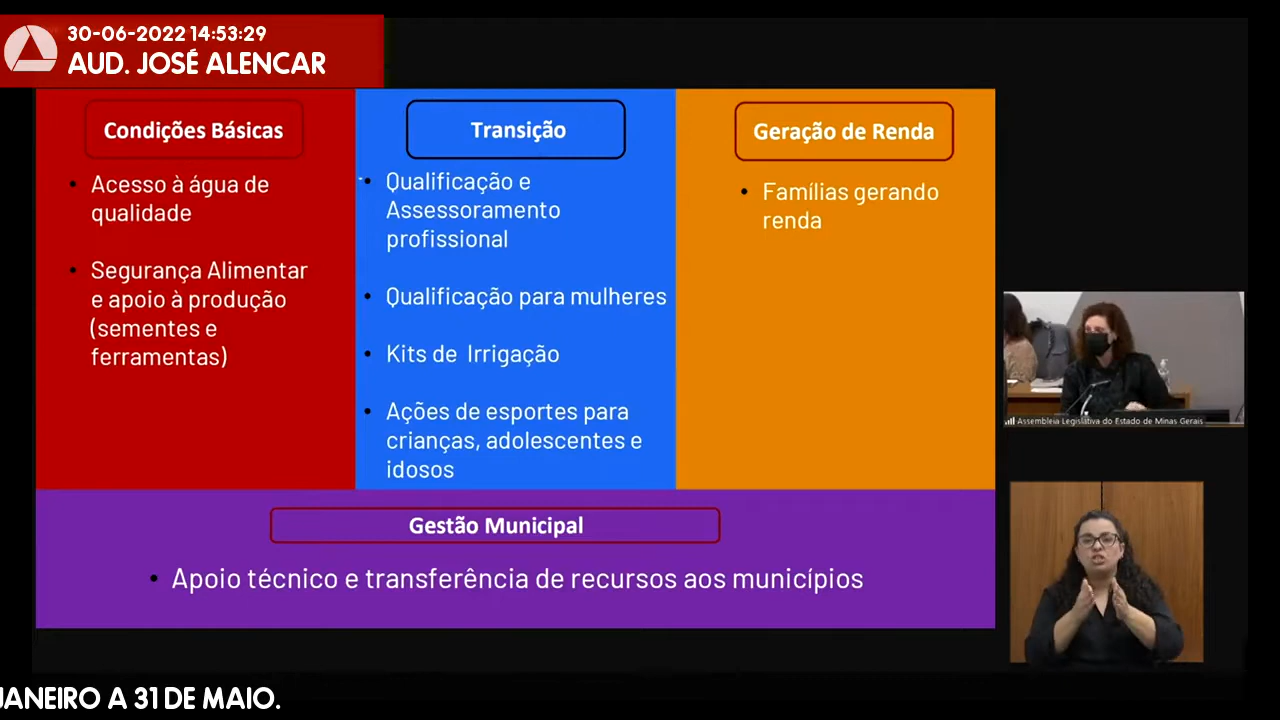 30-06-2022 14:53:29
AUD. JOSÉ ALENCAR
Condições Básicas
• Acesso à água de
qualidade
• Segurança Alimentar
e apoio à produção
(sementes e
ferramentas)
Transição
• Qualificação e
Assessoramento
profissional
• Qualificação para mulheres
• Kits de Irrigação
• Ações de esportes para
crianças, adolescentes e
idosos
Geração de Renda
• Famílias gerando
renda
Gestão Municipal
• Apoio técnico e transferência de recursos aos municípios
Assembleia Legislativa do Estado de Minas Gerais
JANEIRO A 31 DE MAIO.